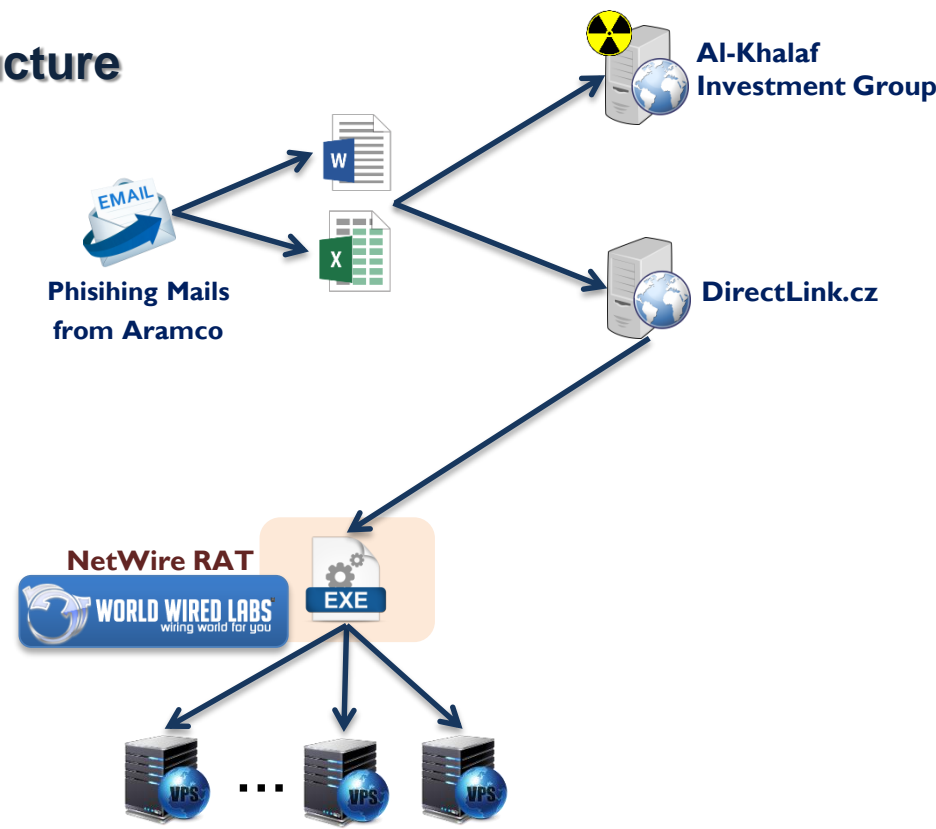 ucture
Al-Khalaf
Investment Group
EMAIL
W
X
Phisihing Mails
from Aramco
DirectLink.cz
NetWire RAT
EXE
WORLD WIRED LABS
wiring world for you
...
VPS
VPS
VPS